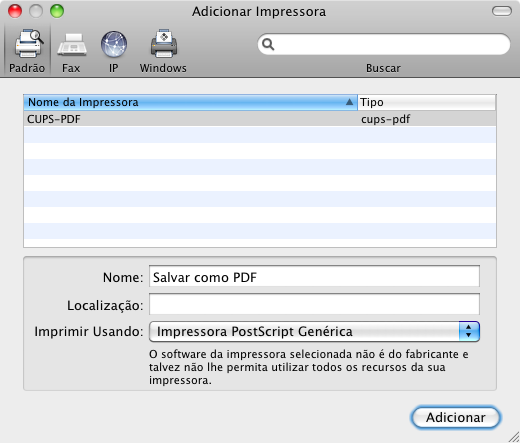 Adicionar Impressora
Padrão Fax IP Windows Buscar
Nome da Impressora Tipo
CUPS-PDF cups-pdf
Nome: Salvar como PDF
Localização:
Imprimir Usando: Impressora PostScript Genérica
O software da impressora selecionada não é do fabricante e
talvez não lhe permita utilizar todos os recursos da sua
impressora.
Adicionar